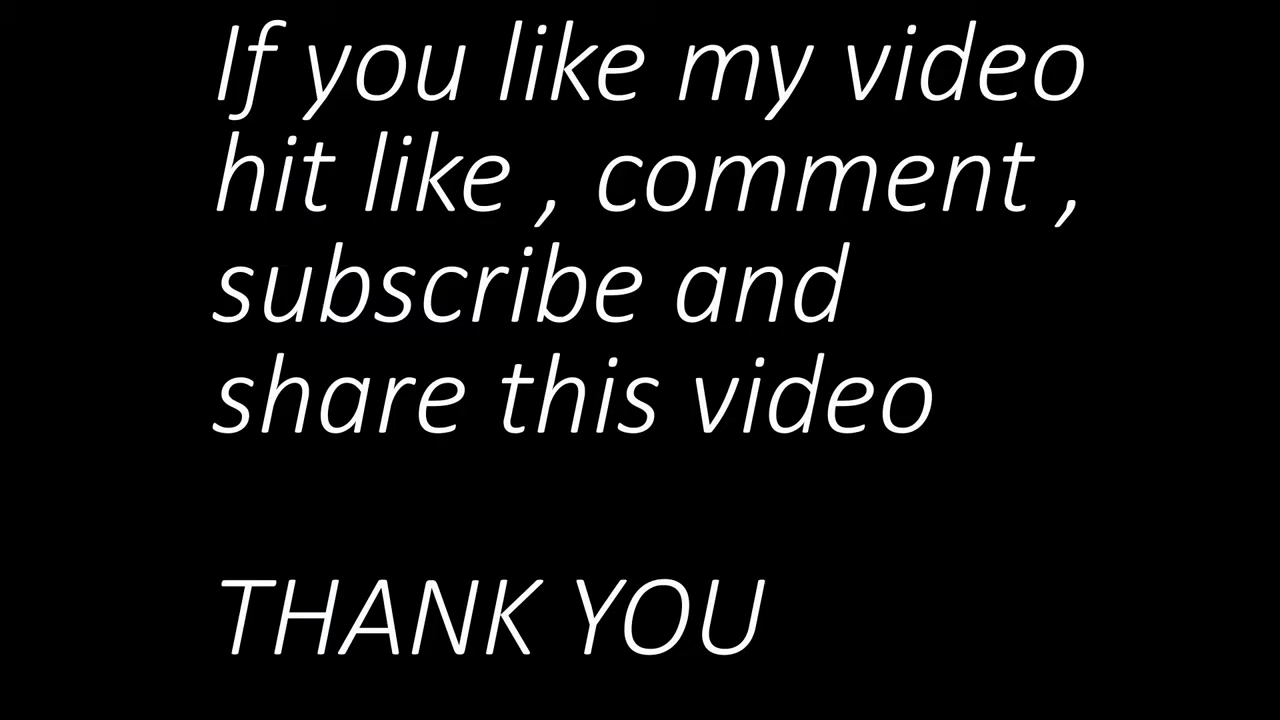 If you like my video
hit like , comment ,
subscribe and
share this video
THANK YOU